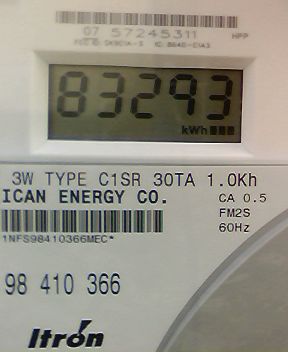 07 57245311 HPP
83293
kWh
3W TYPE C1SR 30TA 1.0Kh
ICAN ENERGY CO. CA 0.5
FM2S
60Hz
1NFS98410366MEC*
98 410 366
Itron